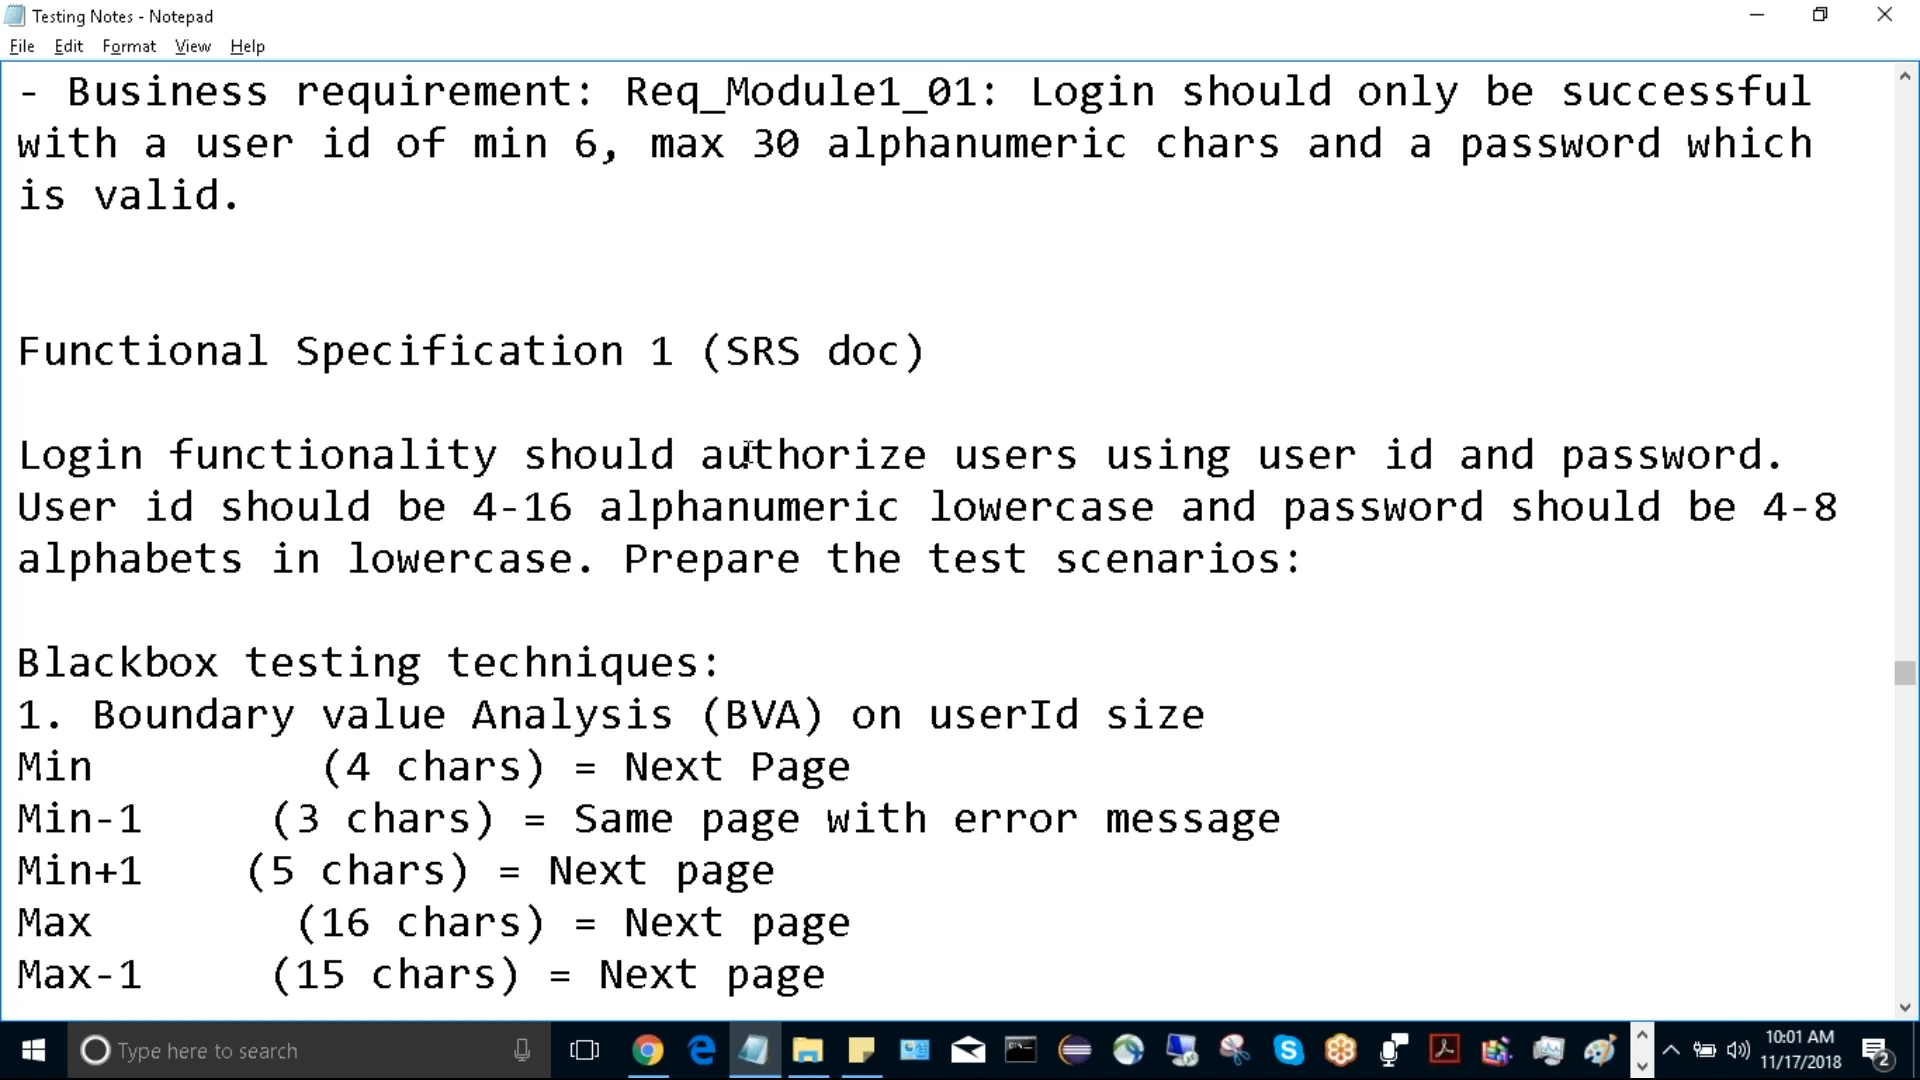 Testing Notes - Notepad
File Edit Format View Help
- Business requirement: Req_Module1_01: Login should only be successful
with a user id of min 6, max 30 alphanumeric chars and a password which
is valid.
Functional Specification 1 (SRS doc)
Login functionality should authorize users using user id and password.
User id should be 4-16 alphanumeric lowercase and password should be 4-8
alphabets in lowercase. Prepare the test scenarios:
Blackbox testing techniques:
1. Boundary value Analysis (BVA) on userId size
Min (4 chars) = Next Page
Min-1 (3 chars) = Same page with error message
Min+1 (5 chars) = Next page
Max (16 chars) = Next page
Max-1 (15 chars) = Next page
Type here to search
10:01 AM
11/17/2018
2